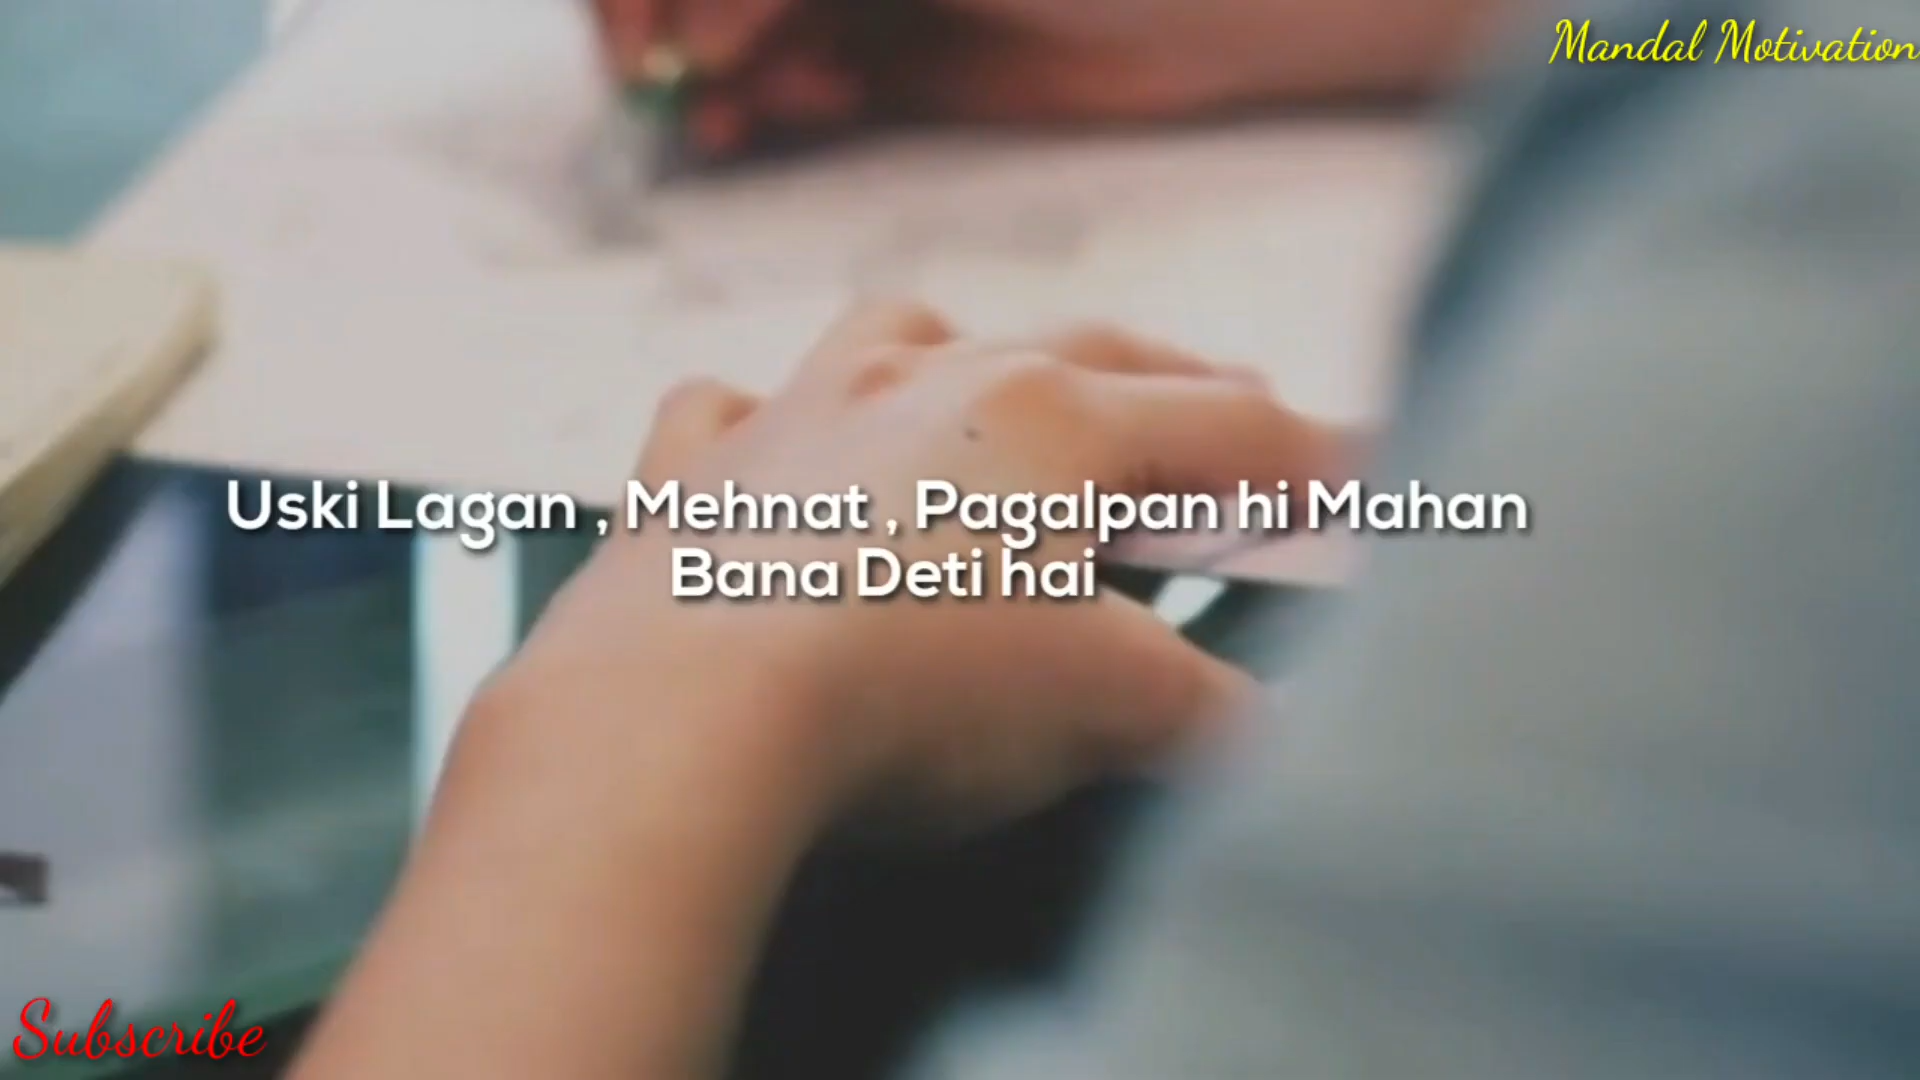 Mandal Motivation
Uski Lagan , Mehnat , Pagalpan hi Mahan
Bana Deti hai
Subscribe